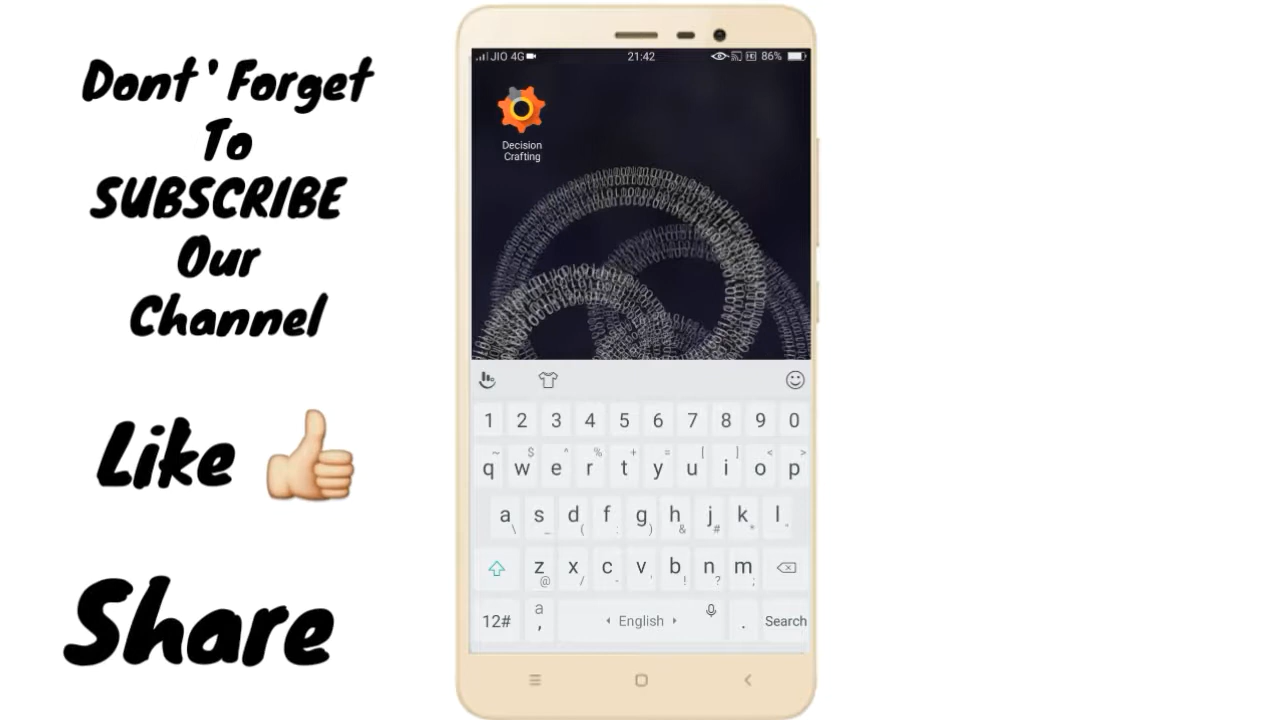 Dont' Forget
To
SUBSCRIBE
Our
Channel
Like
Share
JIO 4G 21:42 86%
Decision
Crafting
1 2 3 4 5 6 7 8 9 0
~ $ ^ % + = [ ] < >
q w e r t y u i o p
a s d f g h j k l
\ _ ( : ) & # * "
z x c v b n m
@ / - ' ! ? ;
12# a , English . Search